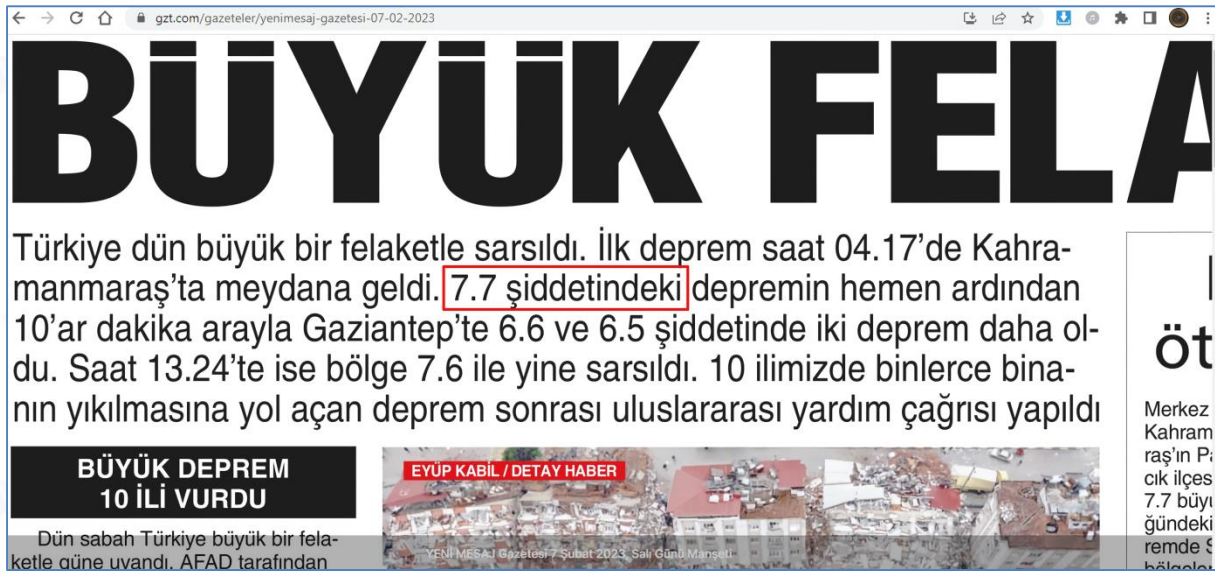 gzt.com/gazeteler/yenimesaj-gazetesi-07-02-2023
BÜYÜK FELA
Türkiye dün büyük bir felaketle sarsıldı. İlk deprem saat 04.17’de Kahra-
manmaraş’ta meydana geldi. 7.7 şiddetindeki depremin hemen ardından
10’ar dakika arayla Gaziantep’te 6.6 ve 6.5 şiddetinde iki deprem daha ol-
du. Saat 13.24’te ise bölge 7.6 ile yine sarsıldı. 10 ilimizde binlerce bina-
nın yıkılmasına yol açan deprem sonrası uluslararası yardım çağrısı yapıldı
BÜYÜK DEPREM
10 İLİ VURDU
Dün sabah Türkiye büyük bir fela-
ketle güne uyandı. AFAD tarafından
EYÜP KABİL / DETAY HABER
YENİ MESAJ Gazetesi 7 Şubat 2023, Salı Günü Manşeti
öt
Merkez
Kahram
raş’ın Pa
cık ilçes
7.7 büyü
ğündeki
remde S
bölgeler